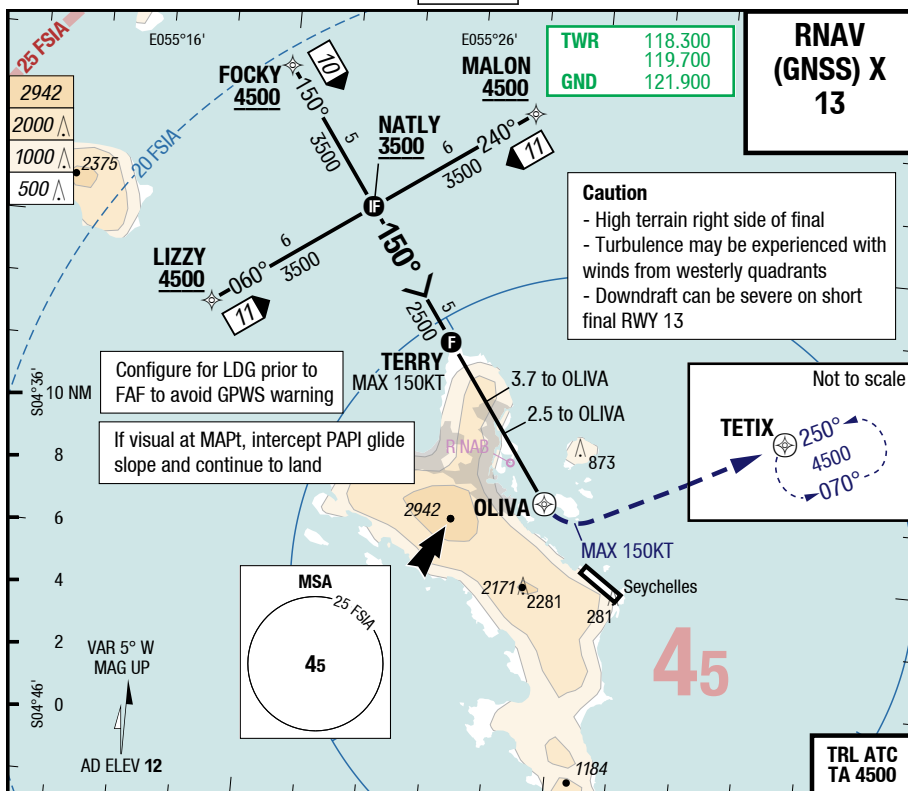 25 FSIA
E055°16'
E055°26'
TWR 118.300
119.700
GND 121.900
RNAV
(GNSS) X
13
FOCKY
4500
10
MALON
4500
2942
2000
1000
500
20 FSIA
2375
150°
5
3500
NATLY
3500
6
240°
3500
11
IF
Caution
- High terrain right side of final
- Turbulence may be experienced with
winds from westerly quadrants
- Downdraft can be severe on short
final RWY 13
LIZZY
4500
060°
6
3500
11
150°
5
2500
F
TERRY
MAX 150KT
S04°36'
10 NM
Configure for LDG prior to
FAF to avoid GPWS warning
3.7 to OLIVA
2.5 to OLIVA
Not to scale
TETIX
250°
4500
070°
If visual at MAPt, intercept PAPI glide
slope and continue to land
8
R NAB
873
6
2942
OLIVA
MAX 150KT
4
MSA
25 FSIA
45
2171
2281
Seychelles
281
2
VAR 5° W
MAG UP
45
S04°46'
0
AD ELEV 12
1184
TRL ATC
TA 4500